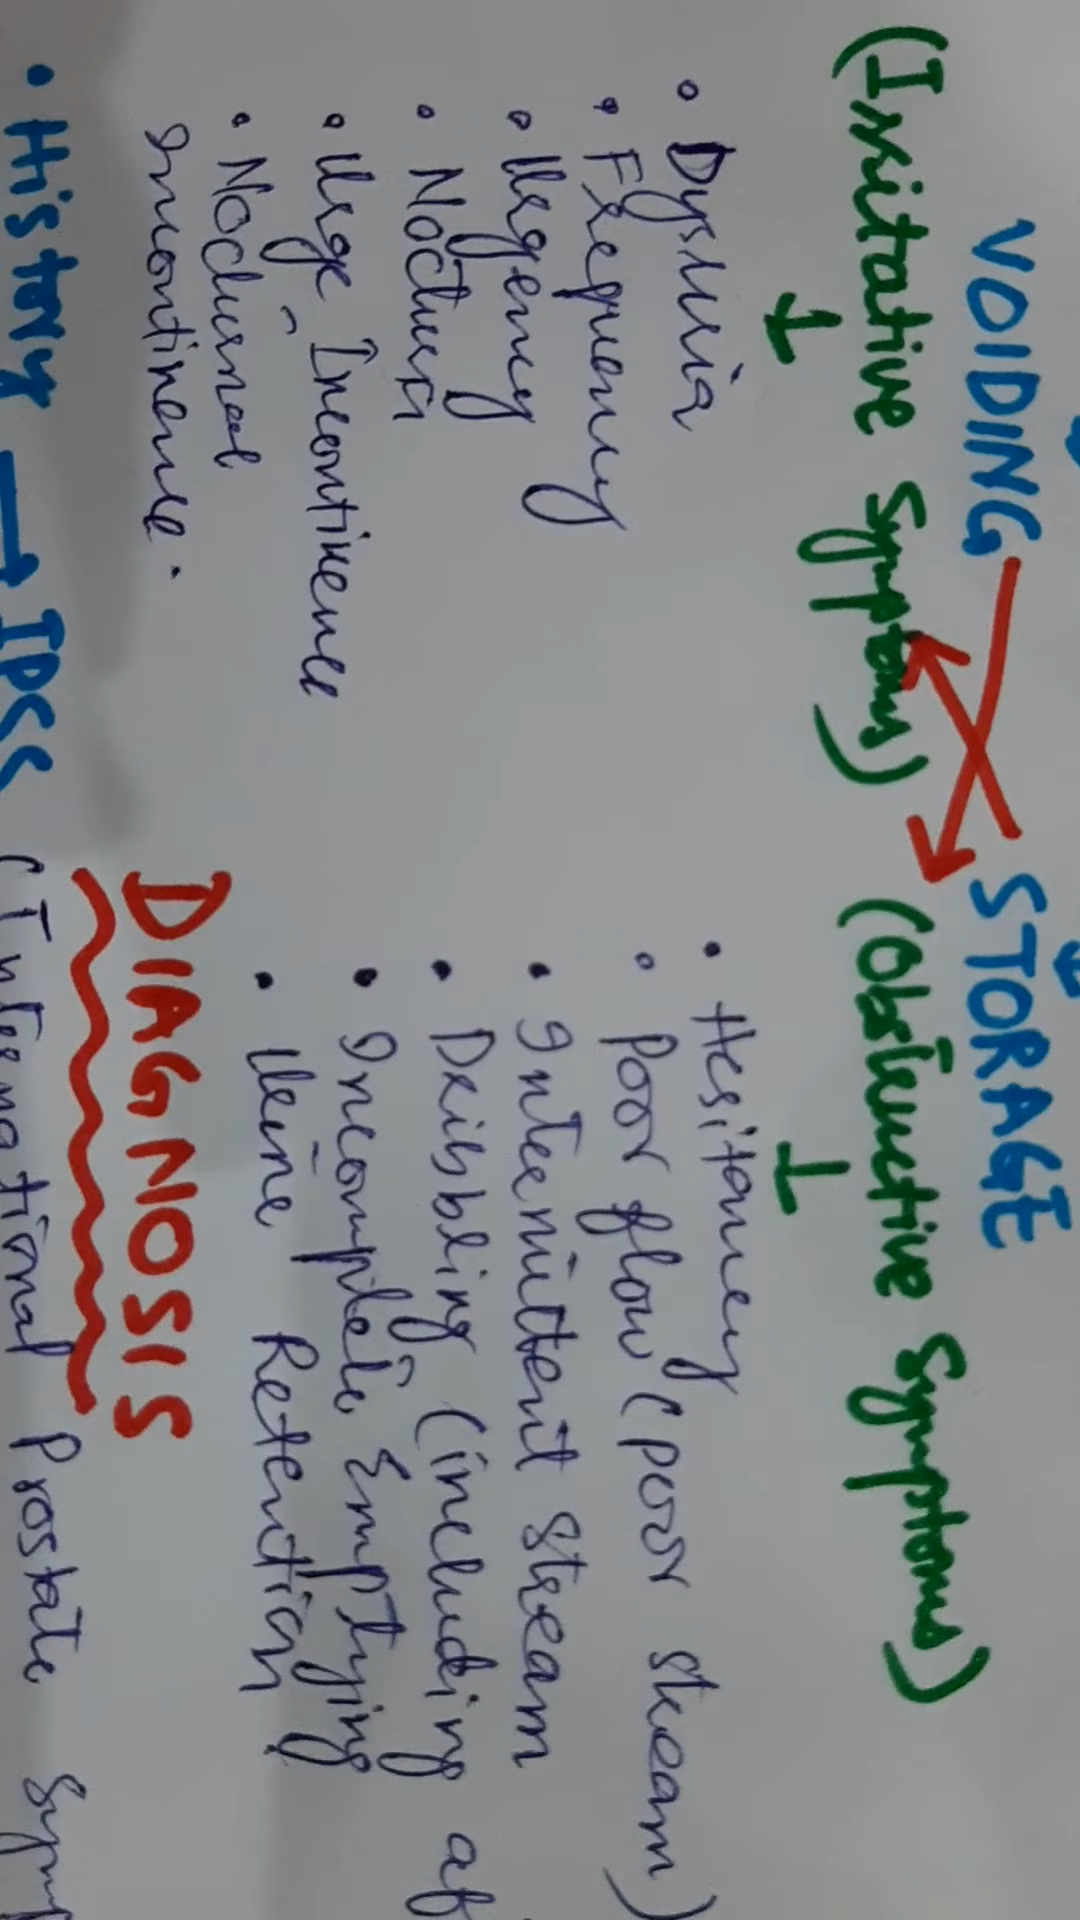 VOIDING STORAGE
(Irritative Symptoms) (Obstructive Symptoms)
↓ ↓
• Dysuria • Hesitancy
• Frequency • Poor flow (poor stream)
• Urgency • Intermittent stream
• Nocturia • Dribbling (including af
• Urge Incontinence • Incomplete Emptying
• Nocturnal • Urine Retention
Incontinence.
DIAGNOSIS
• History → IPSS (International Prostate Symp